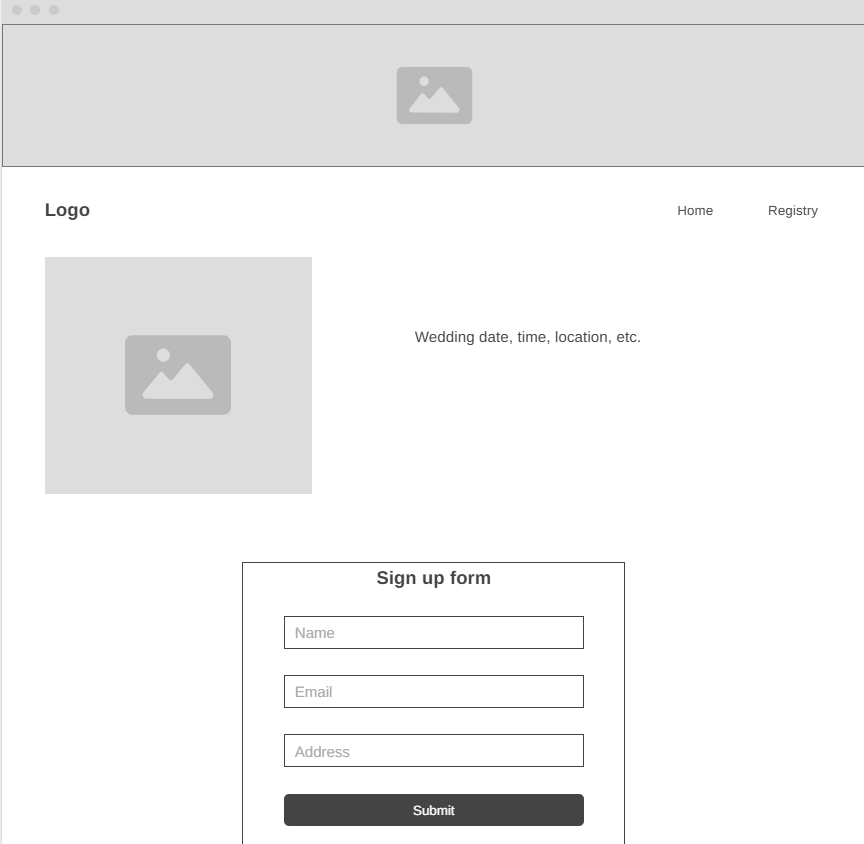 Logo
Home
Registry
Wedding date, time, location, etc.
Sign up form
Name
Email
Address
Submit